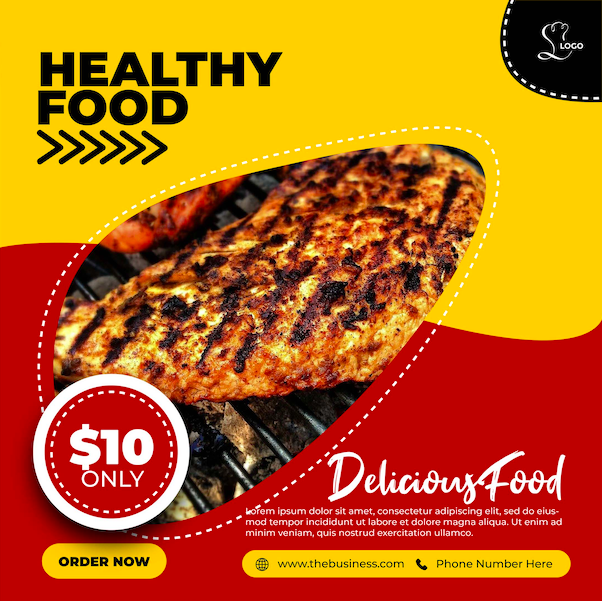 LOGO
HEALTHY
FOOD
$10
ONLY
Delicious Food
Lorem ipsum dolor sit amet, consectetur adipiscing elit, sed do eius-
mod tempor incididunt ut labore et dolore magna aliqua. Ut enim ad
minim veniam, quis nostrud exercitation ullamco.
ORDER NOW
www.thebusiness.com
Phone Number Here